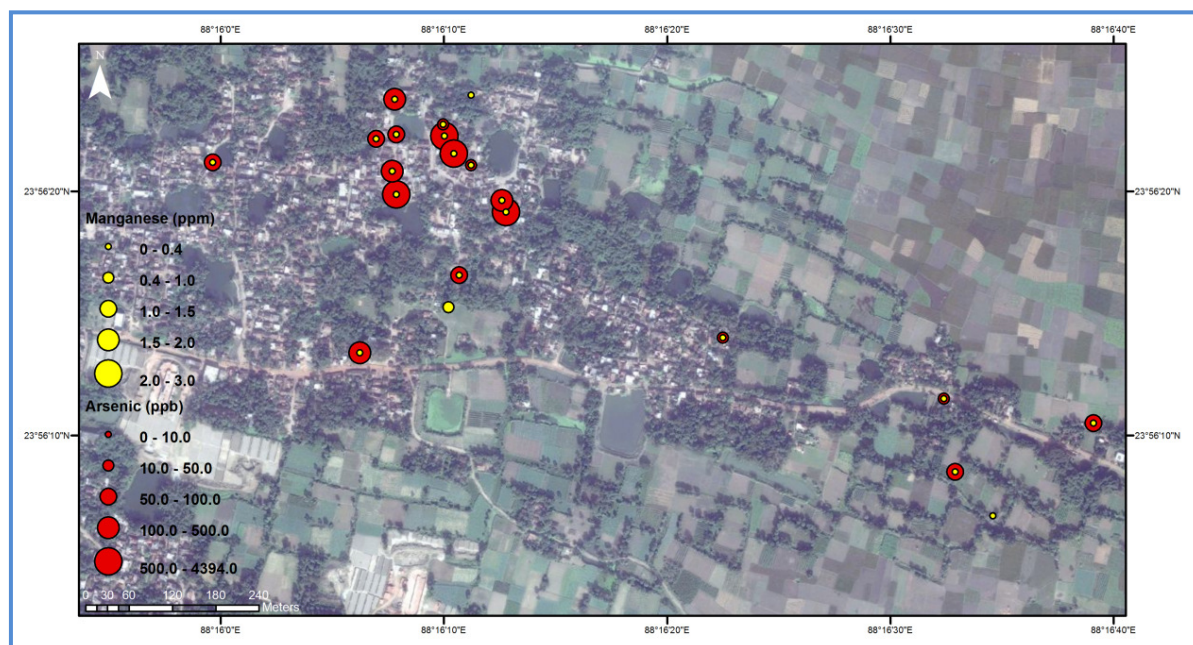 88°16'0"E 88°16'10"E 88°16'20"E 88°16'30"E 88°16'40"E
N
23°56'20"N 23°56'20"N
Manganese (ppm)
0 - 0.4
0.4 - 1.0
1.0 - 1.5
1.5 - 2.0
2.0 - 3.0
Arsenic (ppb)
23°56'10"N 23°56'10"N
0 - 10.0
10.0 - 50.0
50.0 - 100.0
100.0 - 500.0
500.0 - 4394.0
0 30 60 120 180 240
Meters
88°16'0"E 88°16'10"E 88°16'20"E 88°16'30"E 88°16'40"E